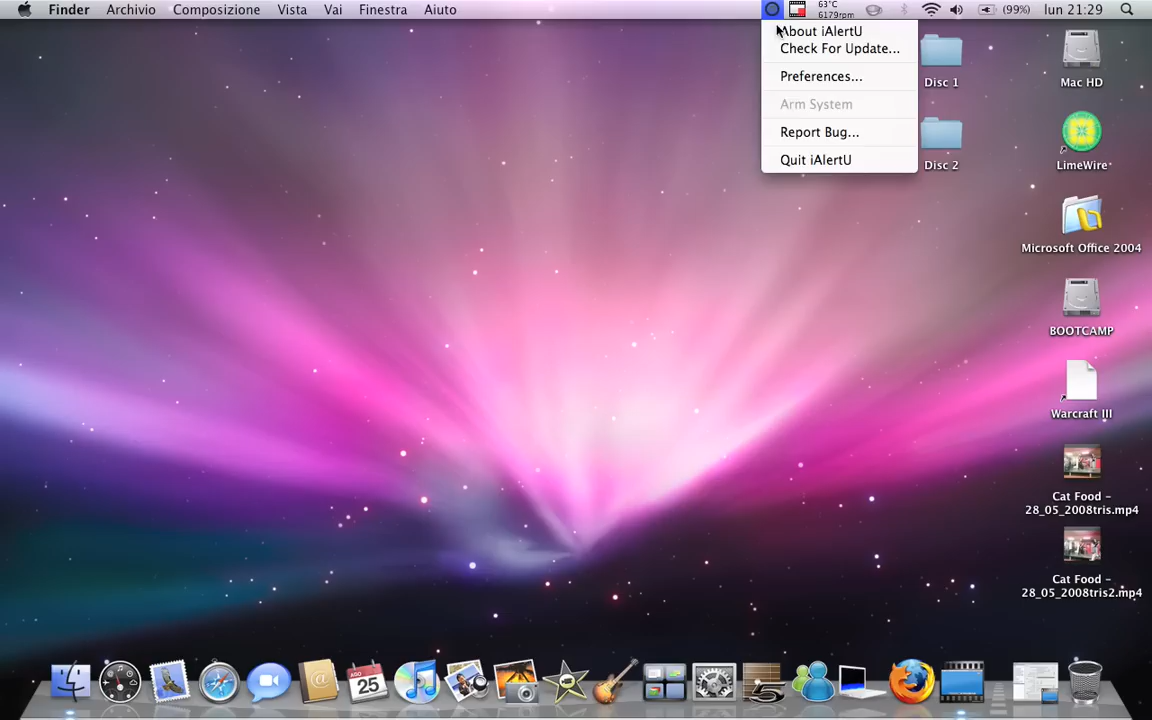 Finder Archivio Composizione Vista Vai Finestra Aiuto 63°C (99%) lun 21:29
6179rpm
About iAlertU
Check For Update...
Preferences...
Arm System
Report Bug...
Quit iAlertU
Disc 1
Disc 2
Mac HD
LimeWire
Microsoft Office 2004
BOOTCAMP
Warcraft III
Cat Food -
28_05_2008tris.mp4
Cat Food -
28_05_2008tris2.mp4
AGO
25